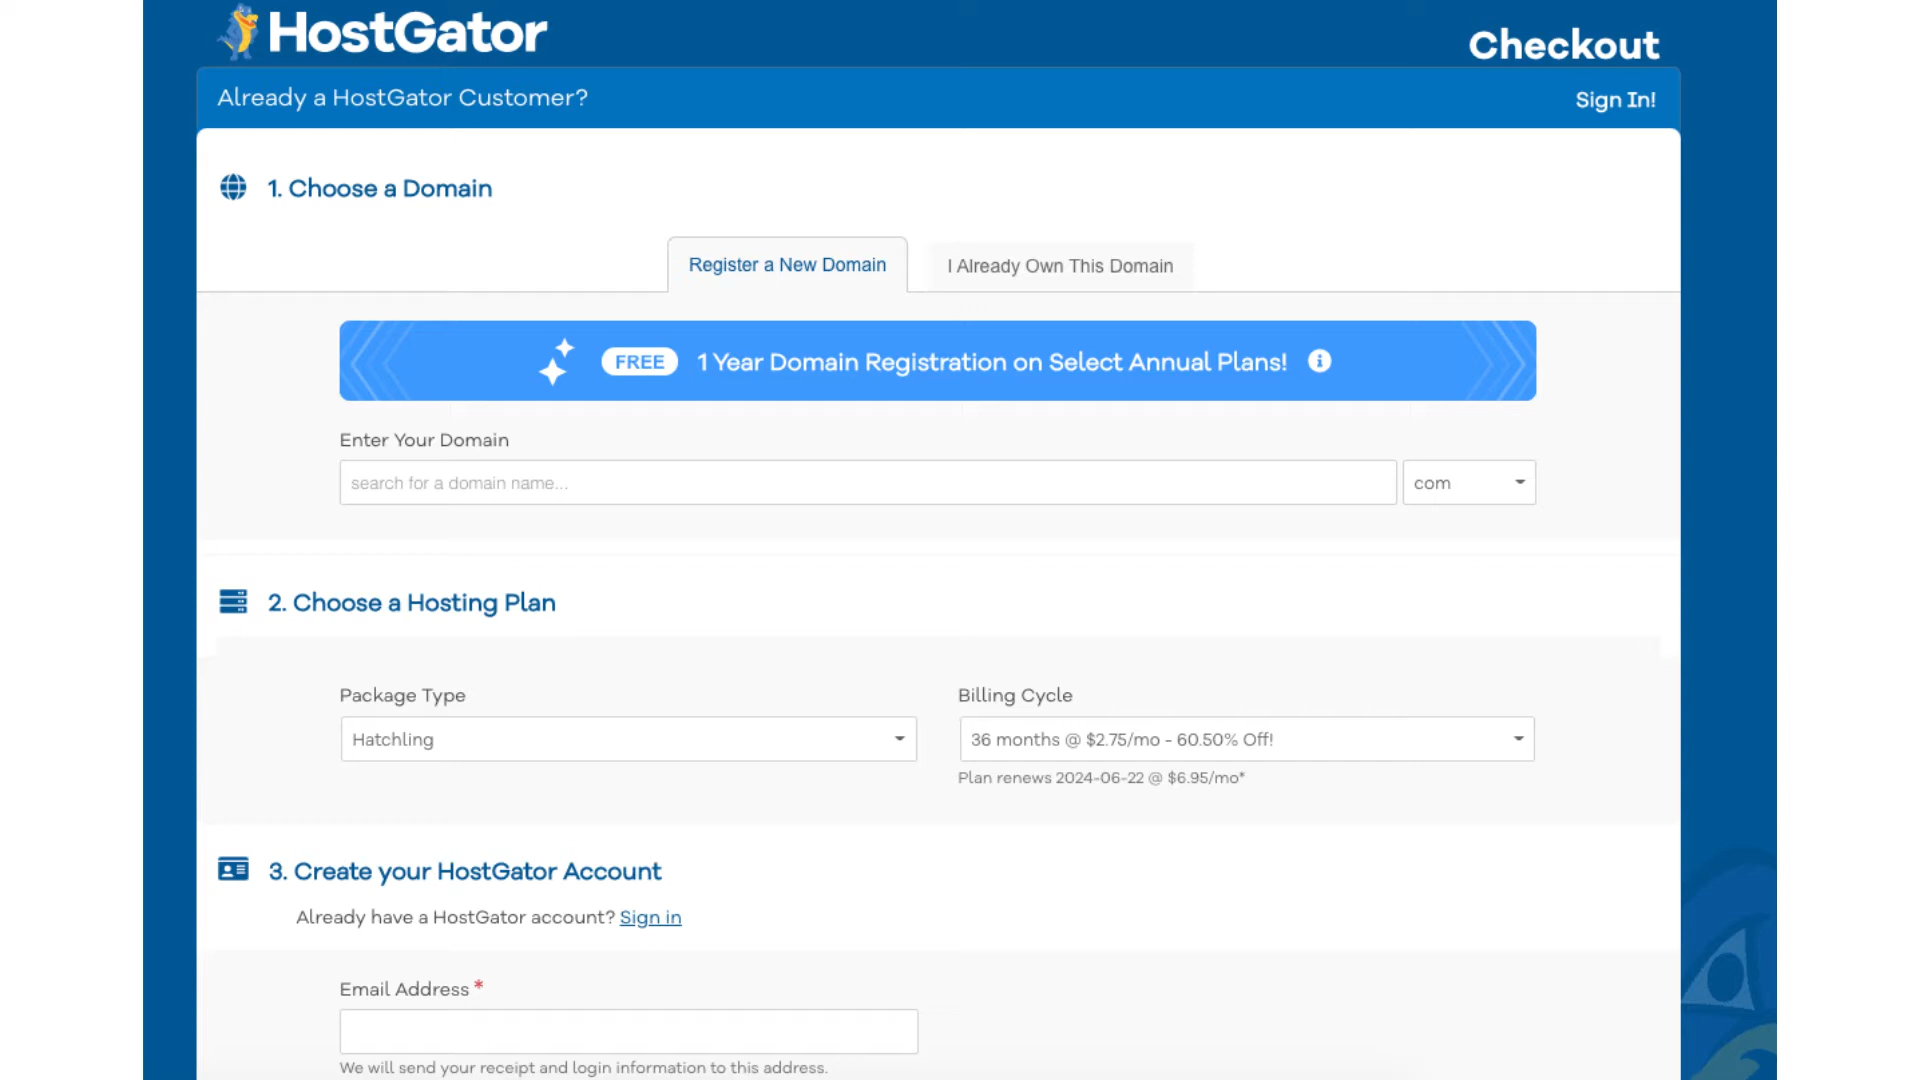 HostGator
Checkout
Already a HostGator Customer?
Sign In!
1. Choose a Domain
Register a New Domain
I Already Own This Domain
FREE 1 Year Domain Registration on Select Annual Plans!
Enter Your Domain
search for a domain name...
com
2. Choose a Hosting Plan
Package Type
Billing Cycle
Hatchling
36 months @ $2.75/mo - 60.50% Off!
Plan renews 2024-06-22 @ $6.95/mo*
3. Create your HostGator Account
Already have a HostGator account? Sign in
Email Address *
We will send your receipt and login information to this address.